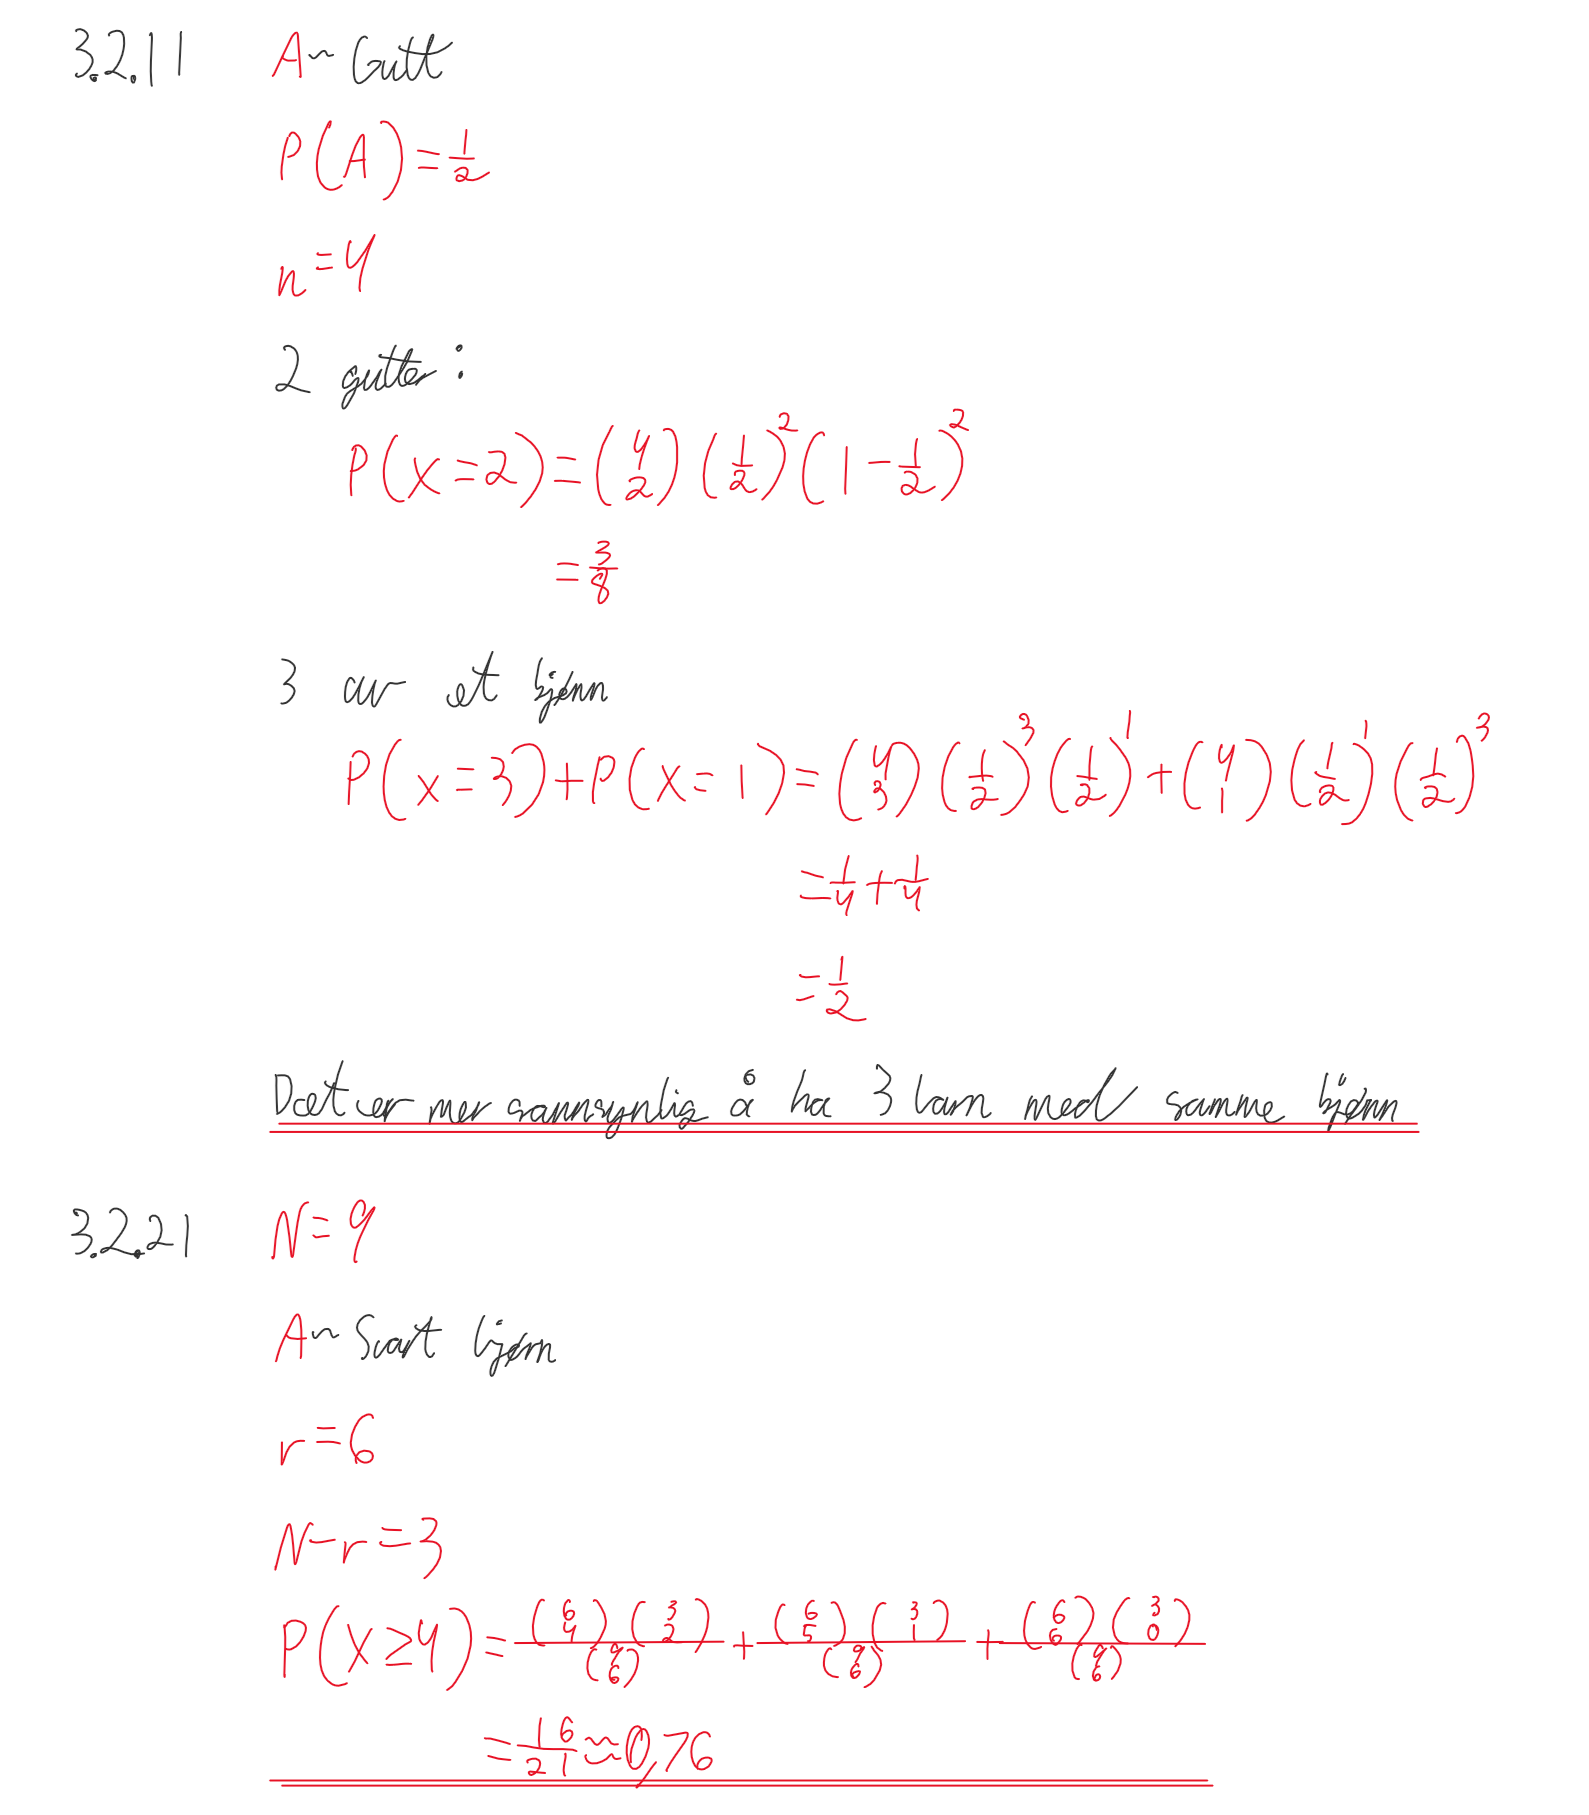 3.2.11 A~ Gutt
P(A) = 1/2
n = 4
2 gutter:
P(x=2) = (4 2) (1/2)^2 (1 - 1/2)^2
= 3/8
3 av et kjønn
P(x=3) + P(x=1) = (4 3) (1/2)^3 (1/2)^1 + (4 1) (1/2)^1 (1/2)^3
= 1/4 + 1/4
= 1/2
Det er mer sannsynlig å ha 3 barn med samme kjønn
3.2.21 N = 9
A~ Svart bjørn
r = 6
N-r = 3
P(X≥4) = (6 4)(3 2)/(9 6) + (6 5)(3 1)/(9 6) + (6 6)(3 0)/(9 6)
= 16/21 ≈ 0,76